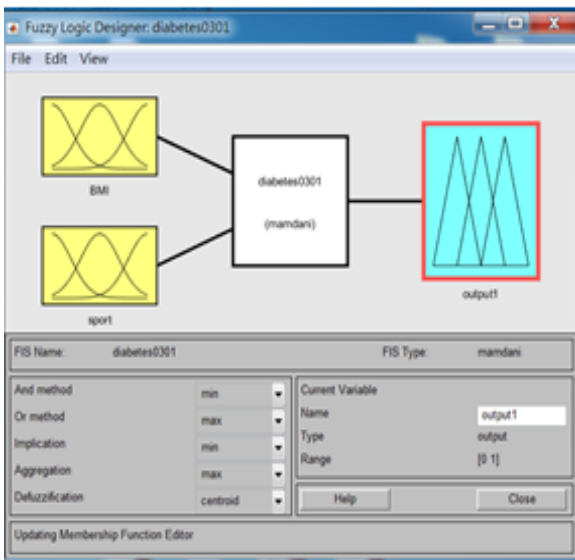 Fuzzy Logic Designer: diabetes0301
File Edit View
BMI
diabetes0301
(mamdani)
sport
output1
FIS Name: diabetes0301 FIS Type: mamdani
And method min
Or method max
Implication min
Aggregation max
Defuzzification centroid
Current Variable
Name output1
Type output
Range [0 1]
Help Close
Updating Membership Function Editor